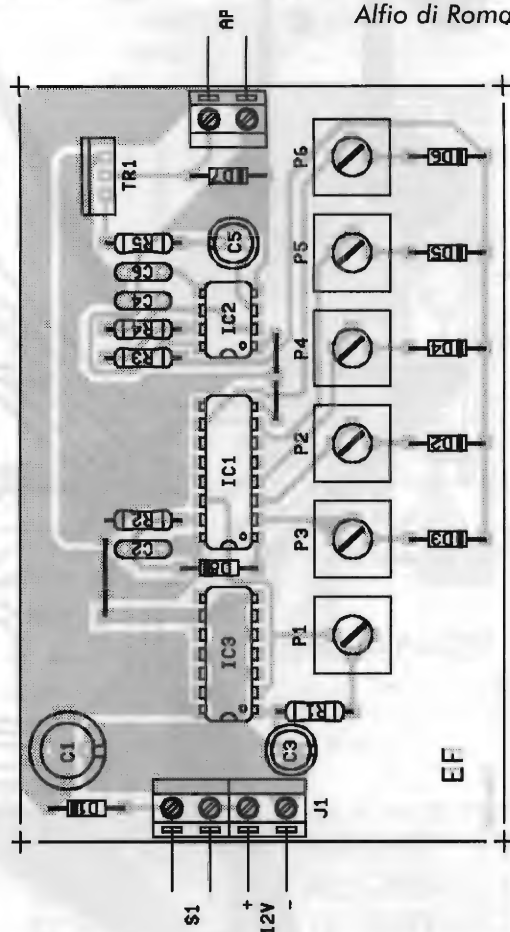 Alfio di Roma
AP
TR1
D7
P6
D6
R5
C5
C6
P5
D5
C4
IC2
R4
R3
P4
D4
IC1
P2
D2
R2
C2
P3
D3
IC3
P1
R1
C1
C3
EF
D1
J1
S1
+
12V
-